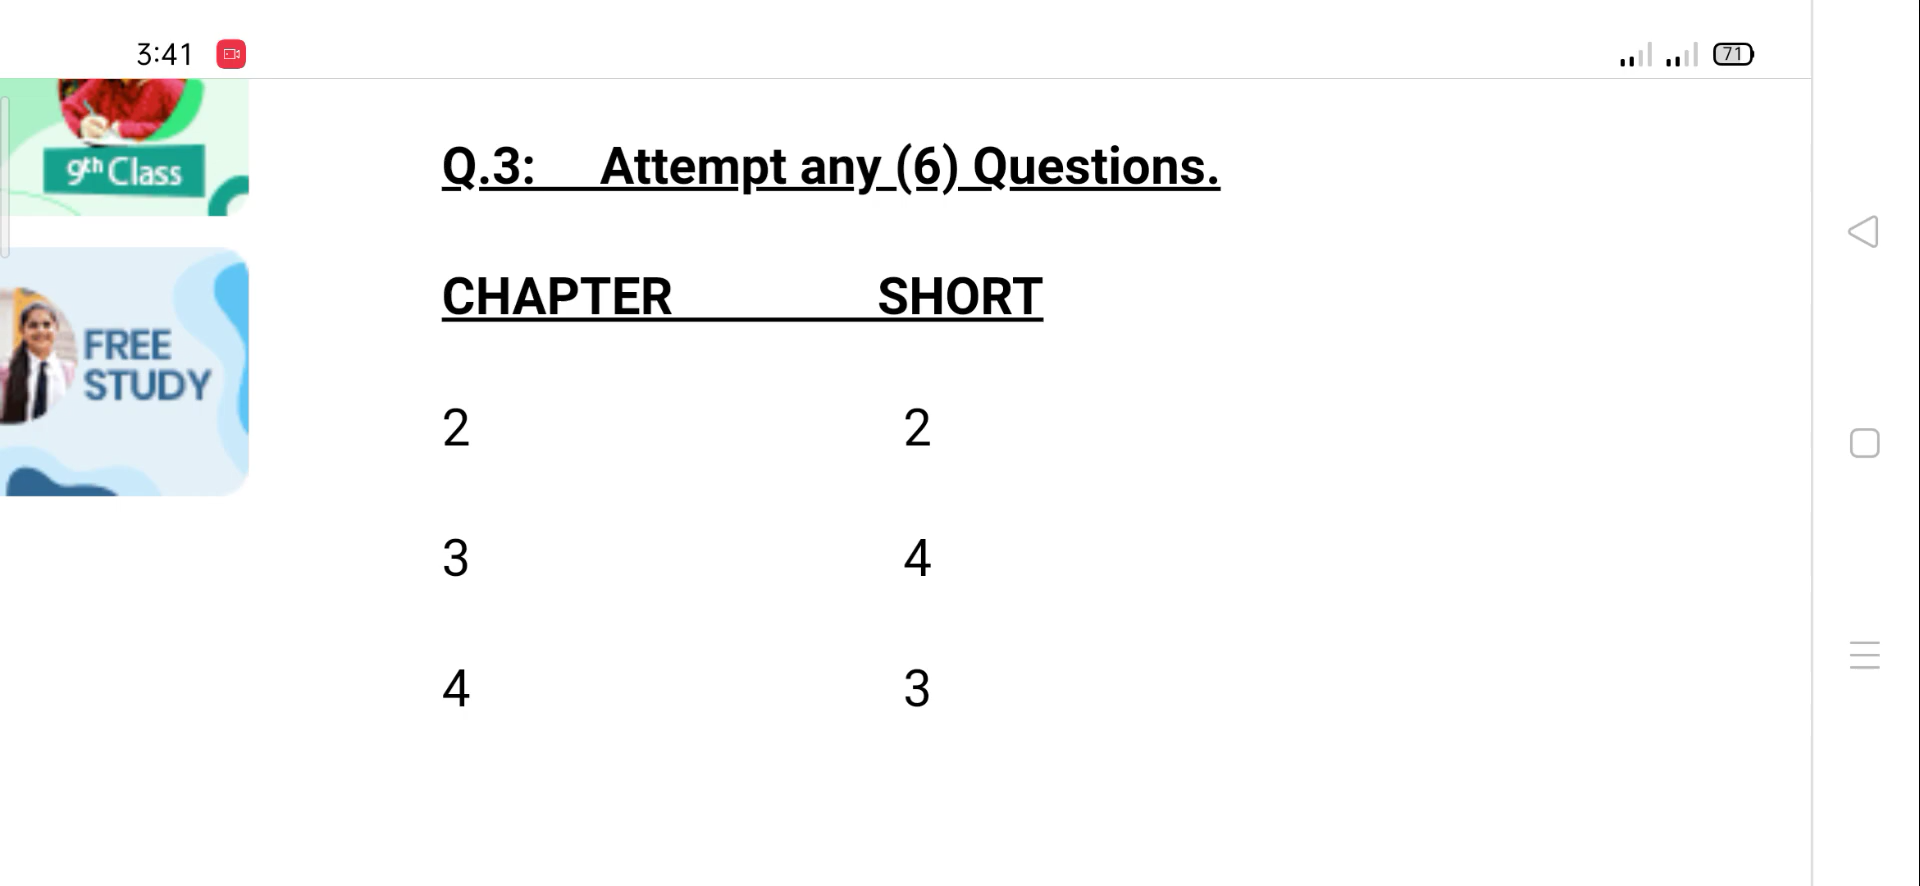 3:41
71
9th Class
FREE
STUDY
Q.3: Attempt any (6) Questions.
CHAPTER SHORT
2 2
3 4
4 3